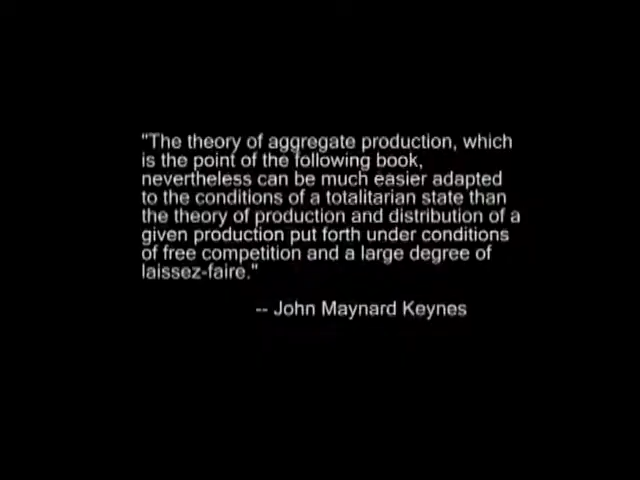 "The theory of aggregate production, which
is the point of the following book,
nevertheless can be much easier adapted
to the conditions of a totalitarian state than
the theory of production and distribution of a
given production put forth under conditions
of free competition and a large degree of
laissez-faire."
-- John Maynard Keynes